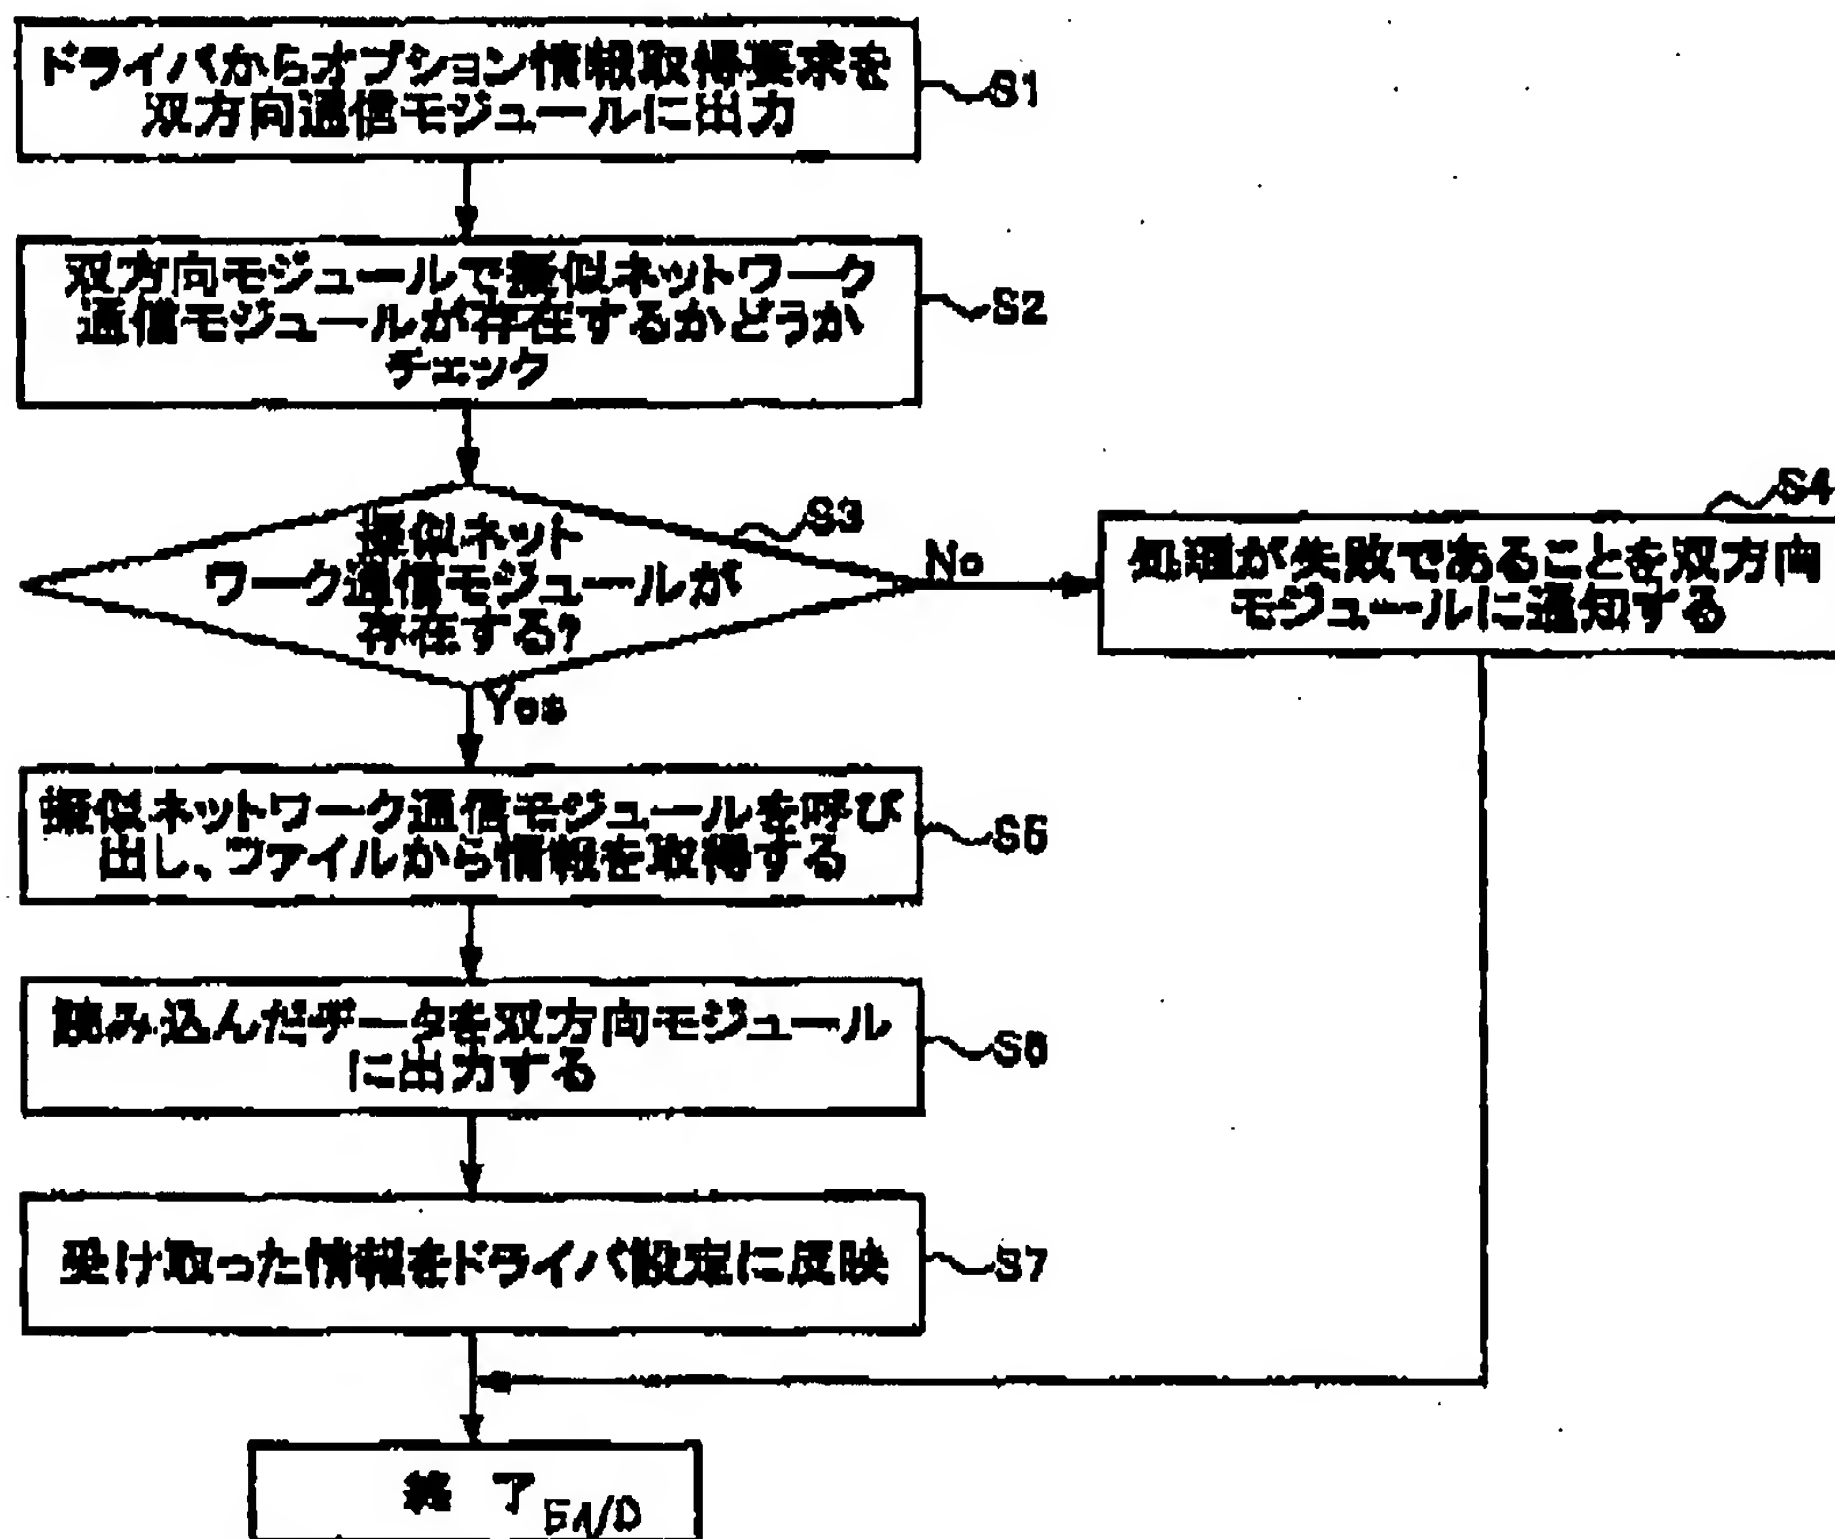 ドライバからオプション情報取得要求を
双方向通信モジュールに出力
S1
双方向モジュールで擬似ネットワーク
通信モジュールが存在するかどうか
チェック
S2
擬似ネット
ワーク通信モジュールが
存在する?
S3
No
Yes
処理が失敗であることを双方向
モジュールに通知する
S4
擬似ネットワーク通信モジュールを呼び
出し、ファイルから情報を取得する
S5
読み込んだデータを双方向モジュール
に出力する
S6
受け取った情報をドライバ設定に反映
S7
終 了
END